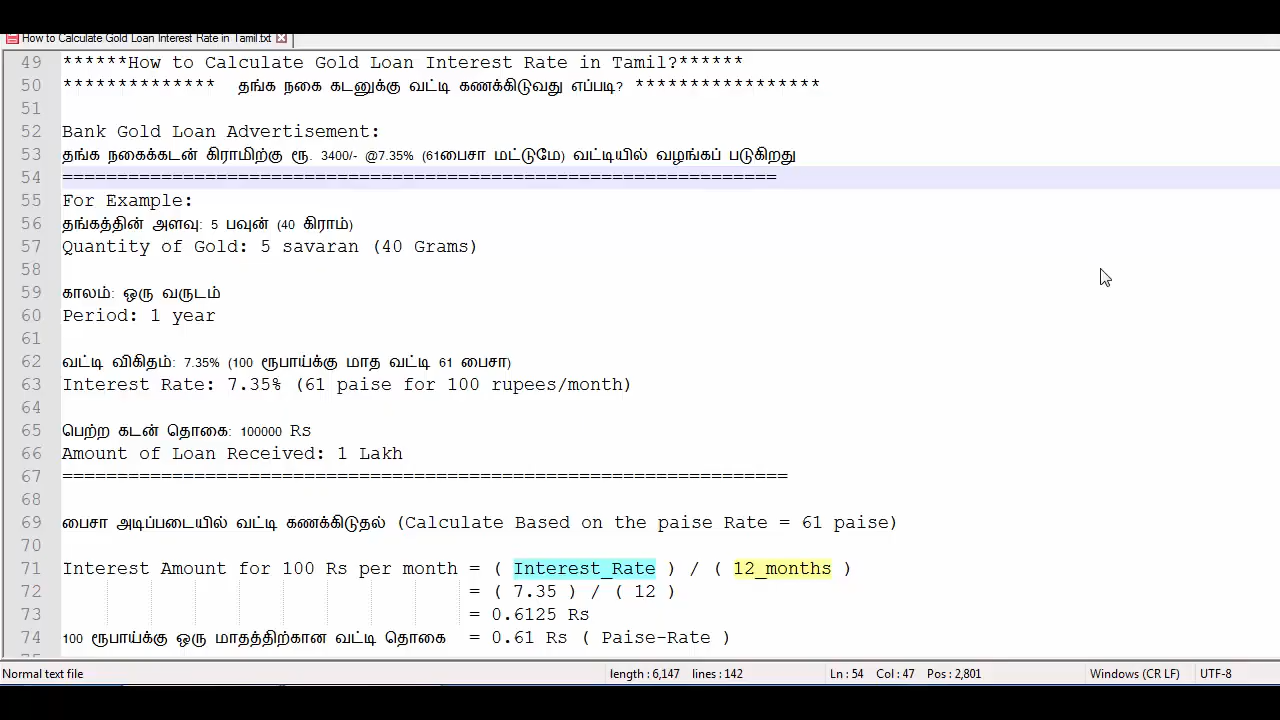 How to Calculate Gold Loan Interest Rate in Tamil.txt
49 ******How to Calculate Gold Loan Interest Rate in Tamil?******
50 ************** தங்க நகை கடனுக்கு வட்டி கணக்கிடுவது எப்படி? *****************
51
52 Bank Gold Loan Advertisement:
53 தங்க நகைக்கடன் கிராமிற்கு ரூ. 3400/- @7.35% (61பைசா மட்டுமே) வட்டியில் வழங்கப் படுகிறது
54 =================================================================
55 For Example:
56 தங்கத்தின் அளவு: 5 பவுன் (40 கிராம்)
57 Quantity of Gold: 5 savaran (40 Grams)
58
59 காலம்: ஒரு வருடம்
60 Period: 1 year
61
62 வட்டி விகிதம்: 7.35% (100 ரூபாய்க்கு மாத வட்டி 61 பைசா)
63 Interest Rate: 7.35% (61 paise for 100 rupees/month)
64
65 பெற்ற கடன் தொகை: 100000 Rs
66 Amount of Loan Received: 1 Lakh
67 ==================================================================
68
69 பைசா அடிப்படையில் வட்டி கணக்கிடுதல் (Calculate Based on the paise Rate = 61 paise)
70
71 Interest Amount for 100 Rs per month = ( Interest_Rate ) / ( 12_months )
72 = ( 7.35 ) / ( 12 )
73 = 0.6125 Rs
74 100 ரூபாய்க்கு ஒரு மாதத்திற்கான வட்டி தொகை = 0.61 Rs ( Paise-Rate )
Normal text file length : 6,147 lines : 142 Ln : 54 Col : 47 Pos : 2,801 Windows (CR LF) UTF-8